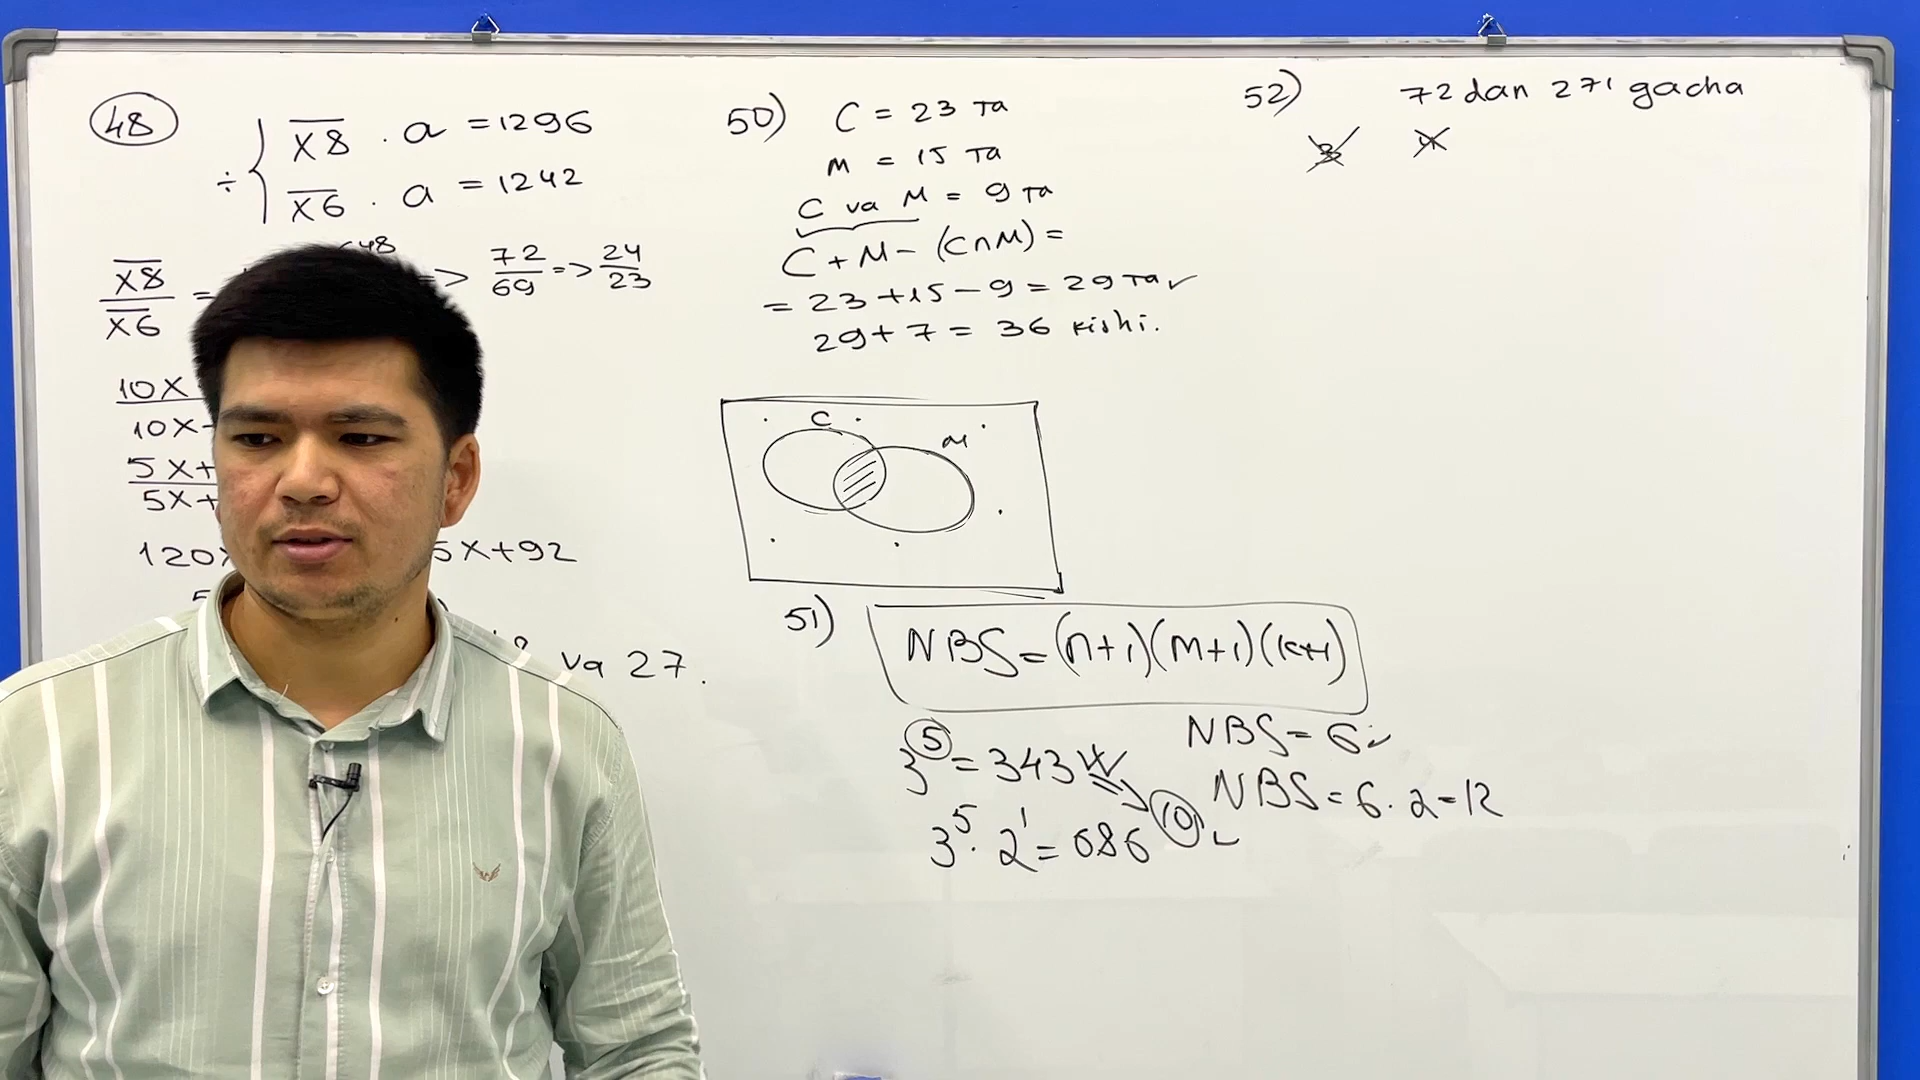 48
x8 · a = 1296
÷
x6 · a = 1242
x8/x6 = 648 => 72/69 => 24/23
10x
10x-
5x+
5x+
120x 5x+92
va 27.
50) C = 23 ta
M = 15 ta
C va M = 9 ta
C + M - (C∩M) =
= 23 + 15 - 9 = 29 ta
29 + 7 = 36 kishi.
C
M
51) NBS = (n+1)(m+1)(k+1)
3^5 = 343 NBS = 6
10 NBS = 6 · 2 = 12
3^5 · 2^1 = 686
52) 72 dan 271 gacha